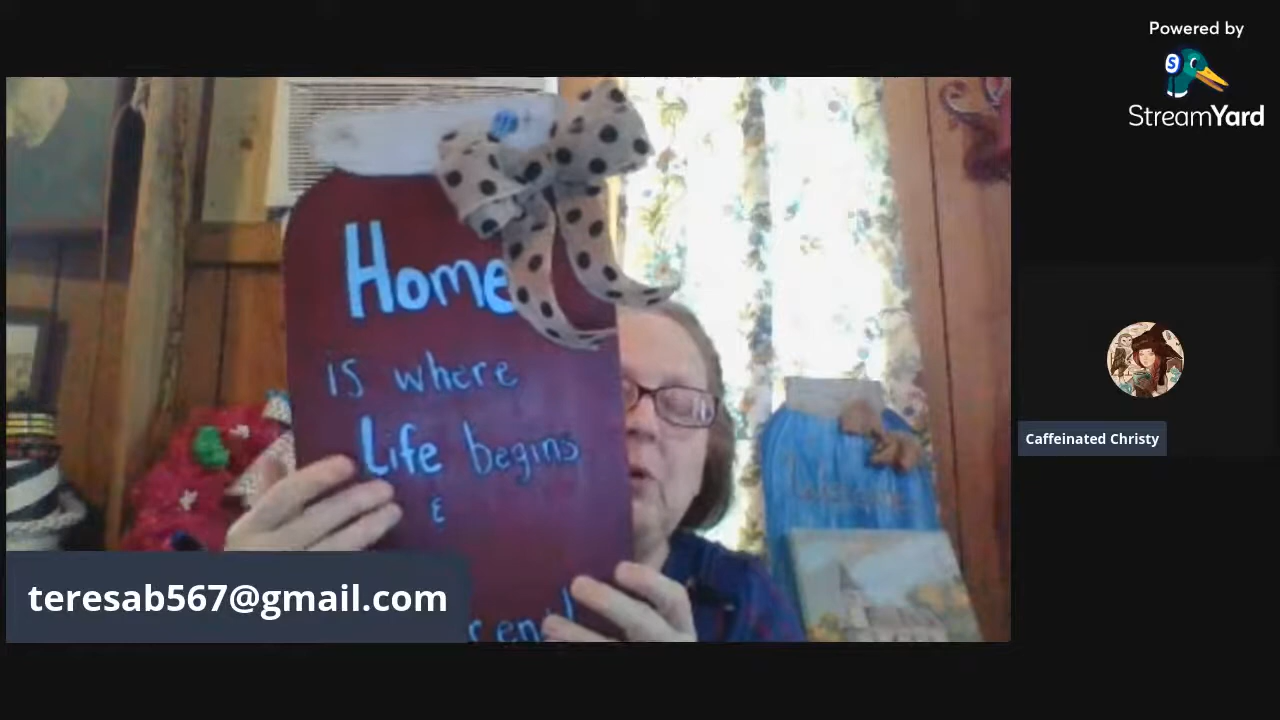 Powered by
StreamYard
Home
is where
Life begins
&
Caffeinated Christy
teresab567@gmail.com